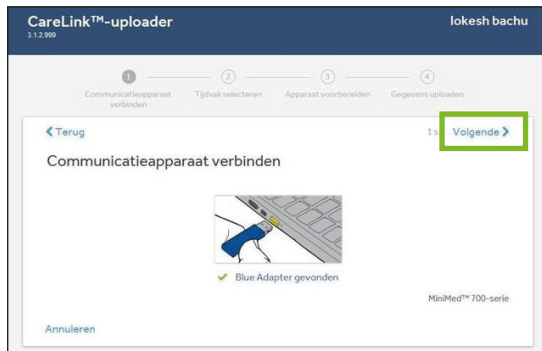 CareLink™-uploader
lokesh bachu
3.1.2.999
1
2
3
4
Communicatieapparaat verbinden
Tijdvak selecteren
Apparaat voorbereiden
Gegevens uploaden
Terug
1 s
Volgende
Communicatieapparaat verbinden
Blue Adapter gevonden
MiniMed™ 700-serie
Annuleren